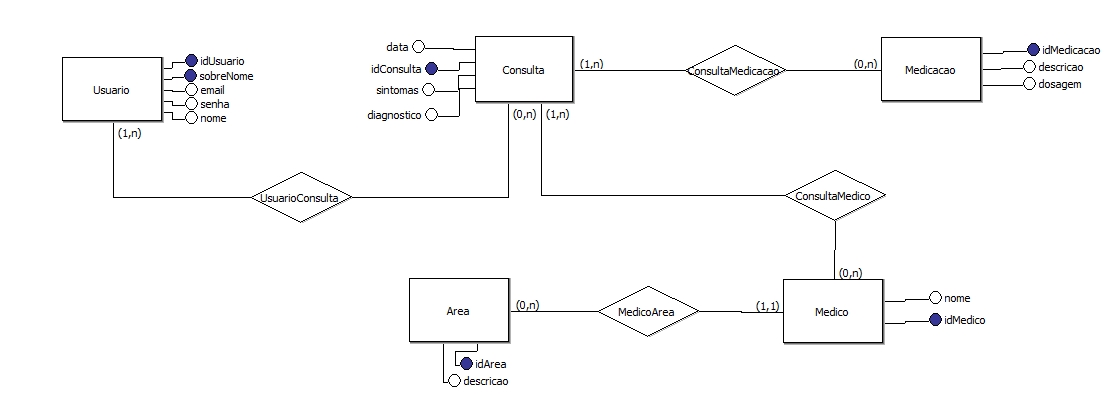 data
idConsulta
sintomas
diagnostico
Consulta
(1,n)
ConsultaMedicacao
(0,n)
Medicacao
idMedicacao
descricao
dosagem
Usuario
idUsuario
sobreNome
email
senha
nome
(1,n)
(0,n)
(1,n)
UsuarioConsulta
ConsultaMedico
(0,n)
Area
(0,n)
MedicoArea
(1,1)
Medico
nome
idMedico
idArea
descricao